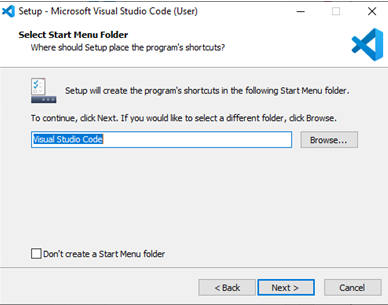 Setup - Microsoft Visual Studio Code (User)
Select Start Menu Folder
Where should Setup place the program's shortcuts?
Setup will create the program's shortcuts in the following Start Menu folder.
To continue, click Next. If you would like to select a different folder, click Browse.
Visual Studio Code
Browse...
Don't create a Start Menu folder
< Back
Next >
Cancel